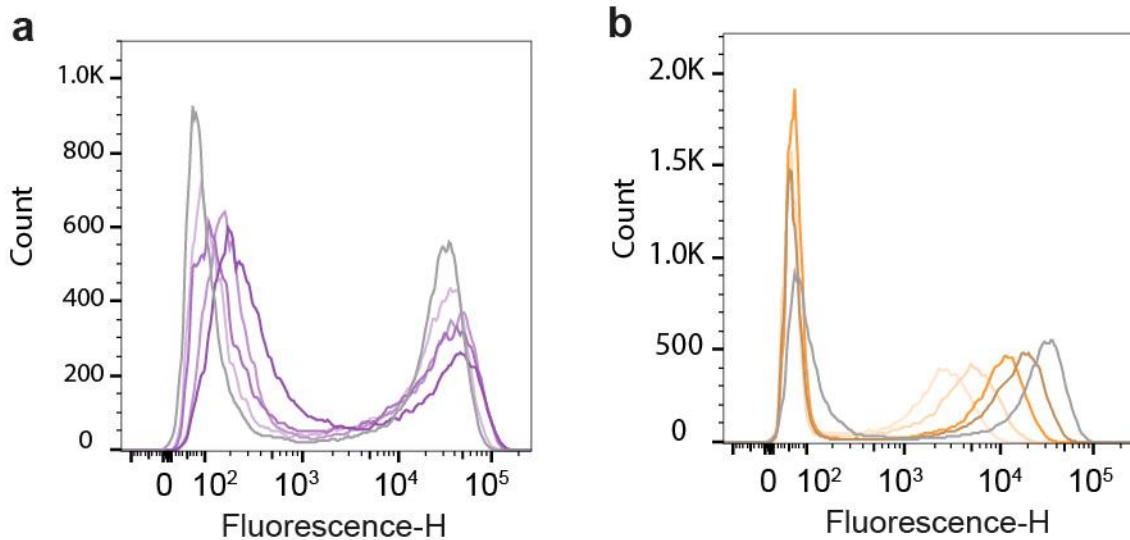 a
1.0K
800
600
400
200
0
Count
0 10² 10³ 10⁴ 10⁵
Fluorescence-H
b
2.0K
1.5K
1.0K
500
0
Count
0 10² 10³ 10⁴ 10⁵
Fluorescence-H